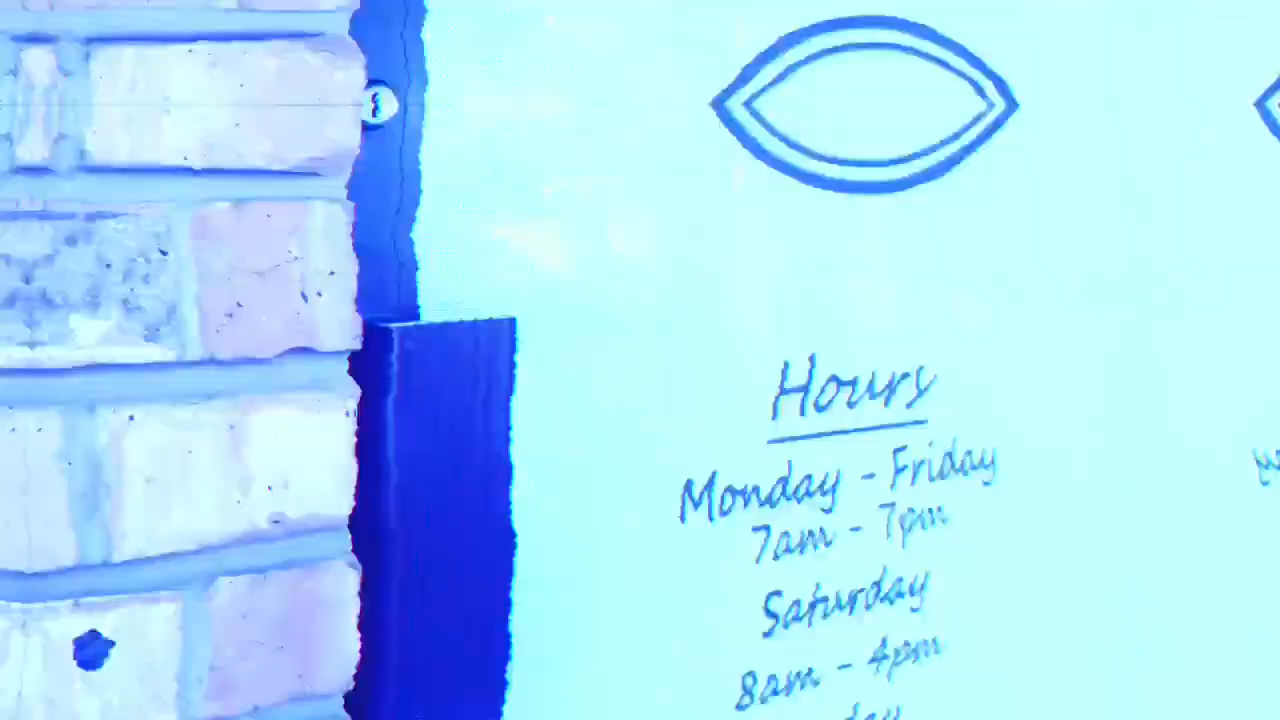 Hours
Monday - Friday
7am - 7pm
Saturday
8am - 4pm